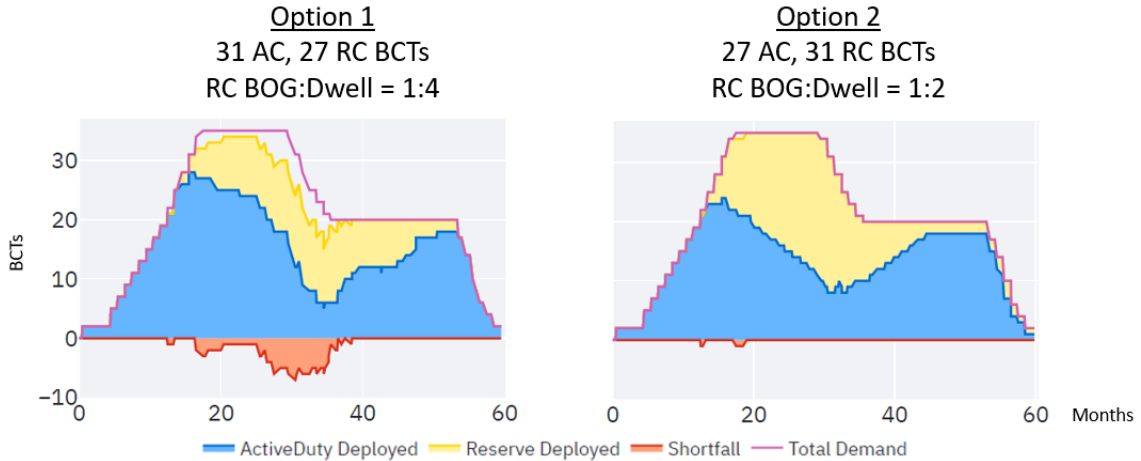 Option 1
31 AC, 27 RC BCTs
RC BOG:Dwell = 1:4
Option 2
27 AC, 31 RC BCTs
RC BOG:Dwell = 1:2
BCTs
30
20
10
0
−10
0 20 40 60
0 20 40 60 Months
ActiveDuty Deployed Reserve Deployed Shortfall Total Demand